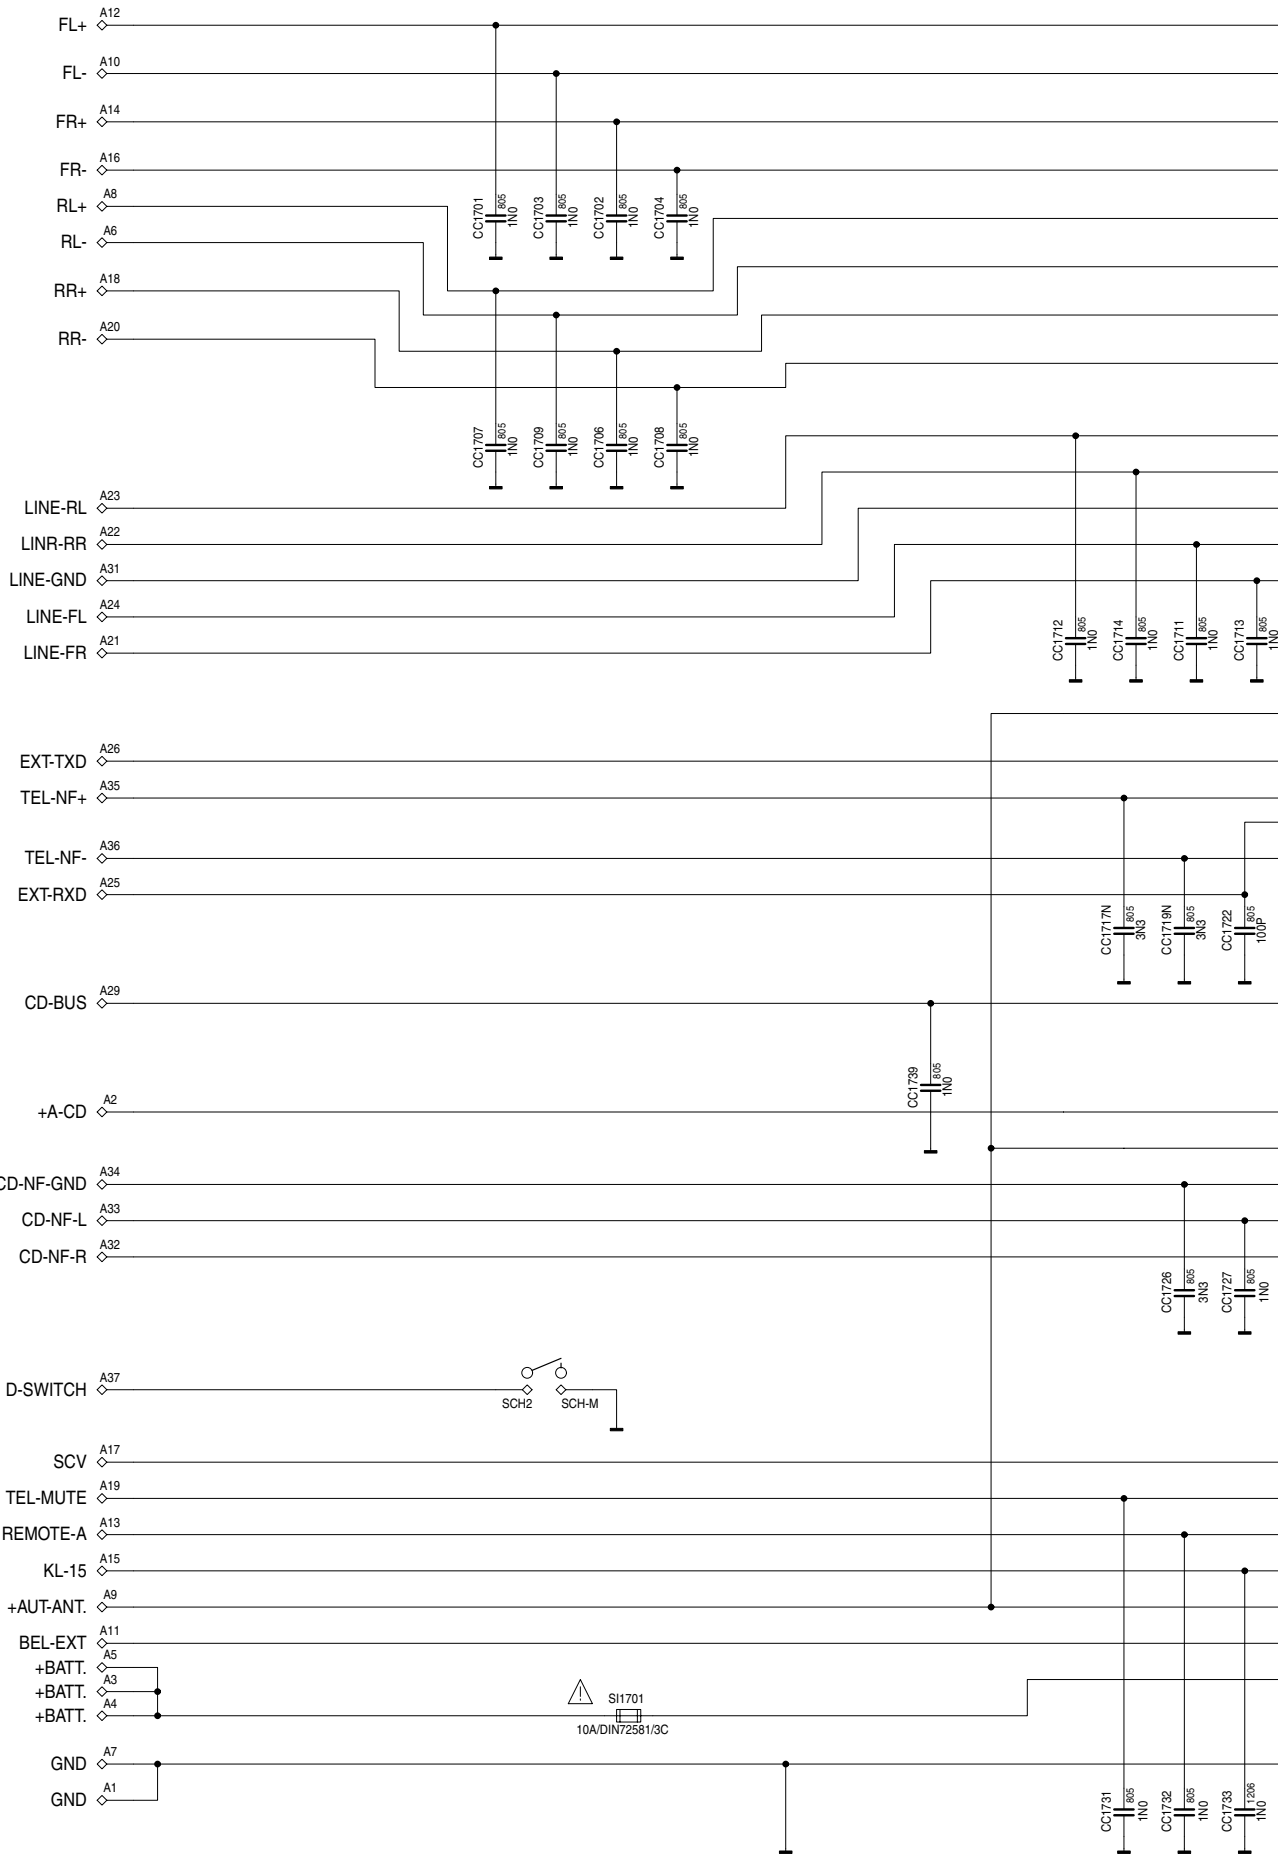 FL+ A12
FL- A10
FR+ A14
FR- A16
RL+ A8
RL- A6
RR+ A18
RR- A20
CC1701 805 1N0
CC1703 805 1N0
CC1702 805 1N0
CC1704 805 1N0
CC1707 805 1N0
CC1709 805 1N0
CC1706 805 1N0
CC1708 805 1N0
LINE-RL A23
LINR-RR A22
LINE-GND A31
LINE-FL A24
LINE-FR A21
CC1712 805 1N0
CC1714 805 1N0
CC1711 805 1N0
CC1713 805 1N0
EXT-TXD A26
TEL-NF+ A35
TEL-NF- A36
EXT-RXD A25
CC1717N 805 3N3
CC1719N 805 3N3
CC1722 805 100P
CD-BUS A29
CC1739 805 1N0
+A-CD A2
CD-NF-GND A34
CD-NF-L A33
CD-NF-R A32
CC1726 805 3N3
CC1727 805 1N0
D-SWITCH A37
SCH2 SCH-M
SCV A17
TEL-MUTE A19
REMOTE-A A13
KL-15 A15
+AUT-ANT. A9
BEL-EXT A11
+BATT. A5
+BATT. A3
+BATT. A4
! SI1701
10A/DIN72581/3C
GND A7
GND A1
CC1731 805 1N0
CC1732 805 1N0
CC1733 1206 1N0